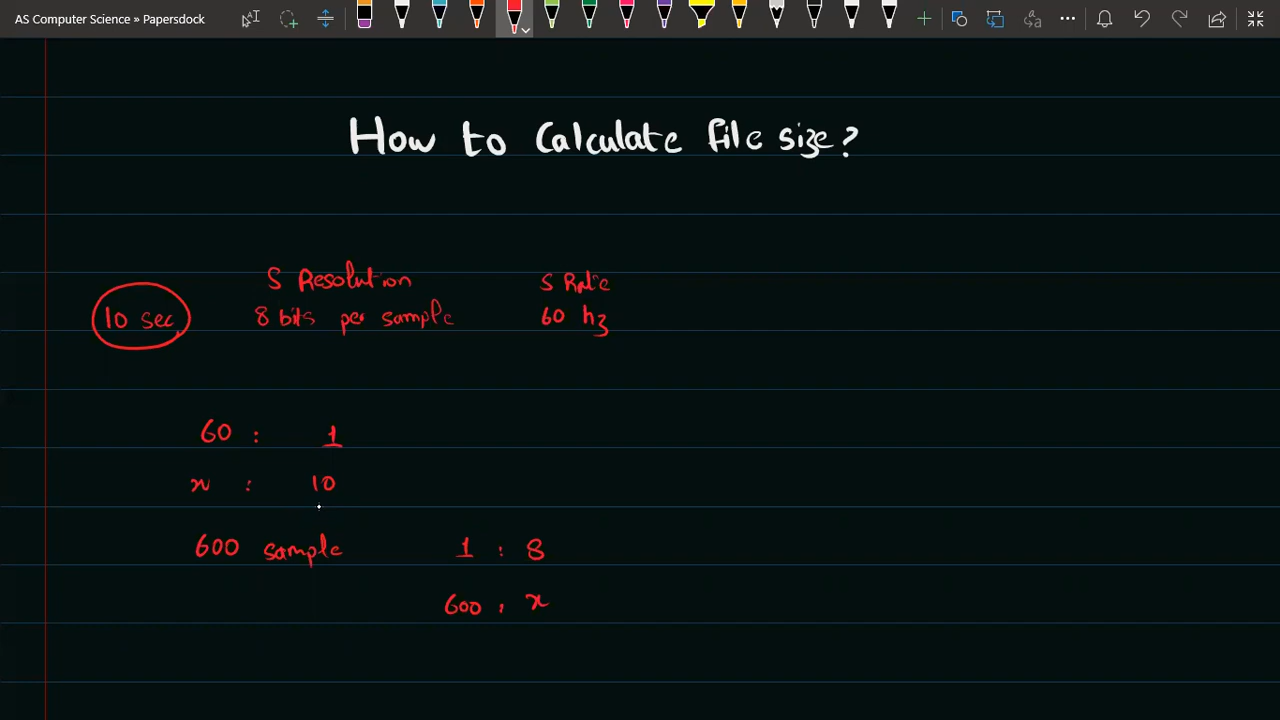 AS Computer Science » Papersdock
How to Calculate file size?
S Resolution S Rate
10 sec 8 bits per sample 60 hz
60 : 1
x : 10
600 sample 1 : 8
600 : x